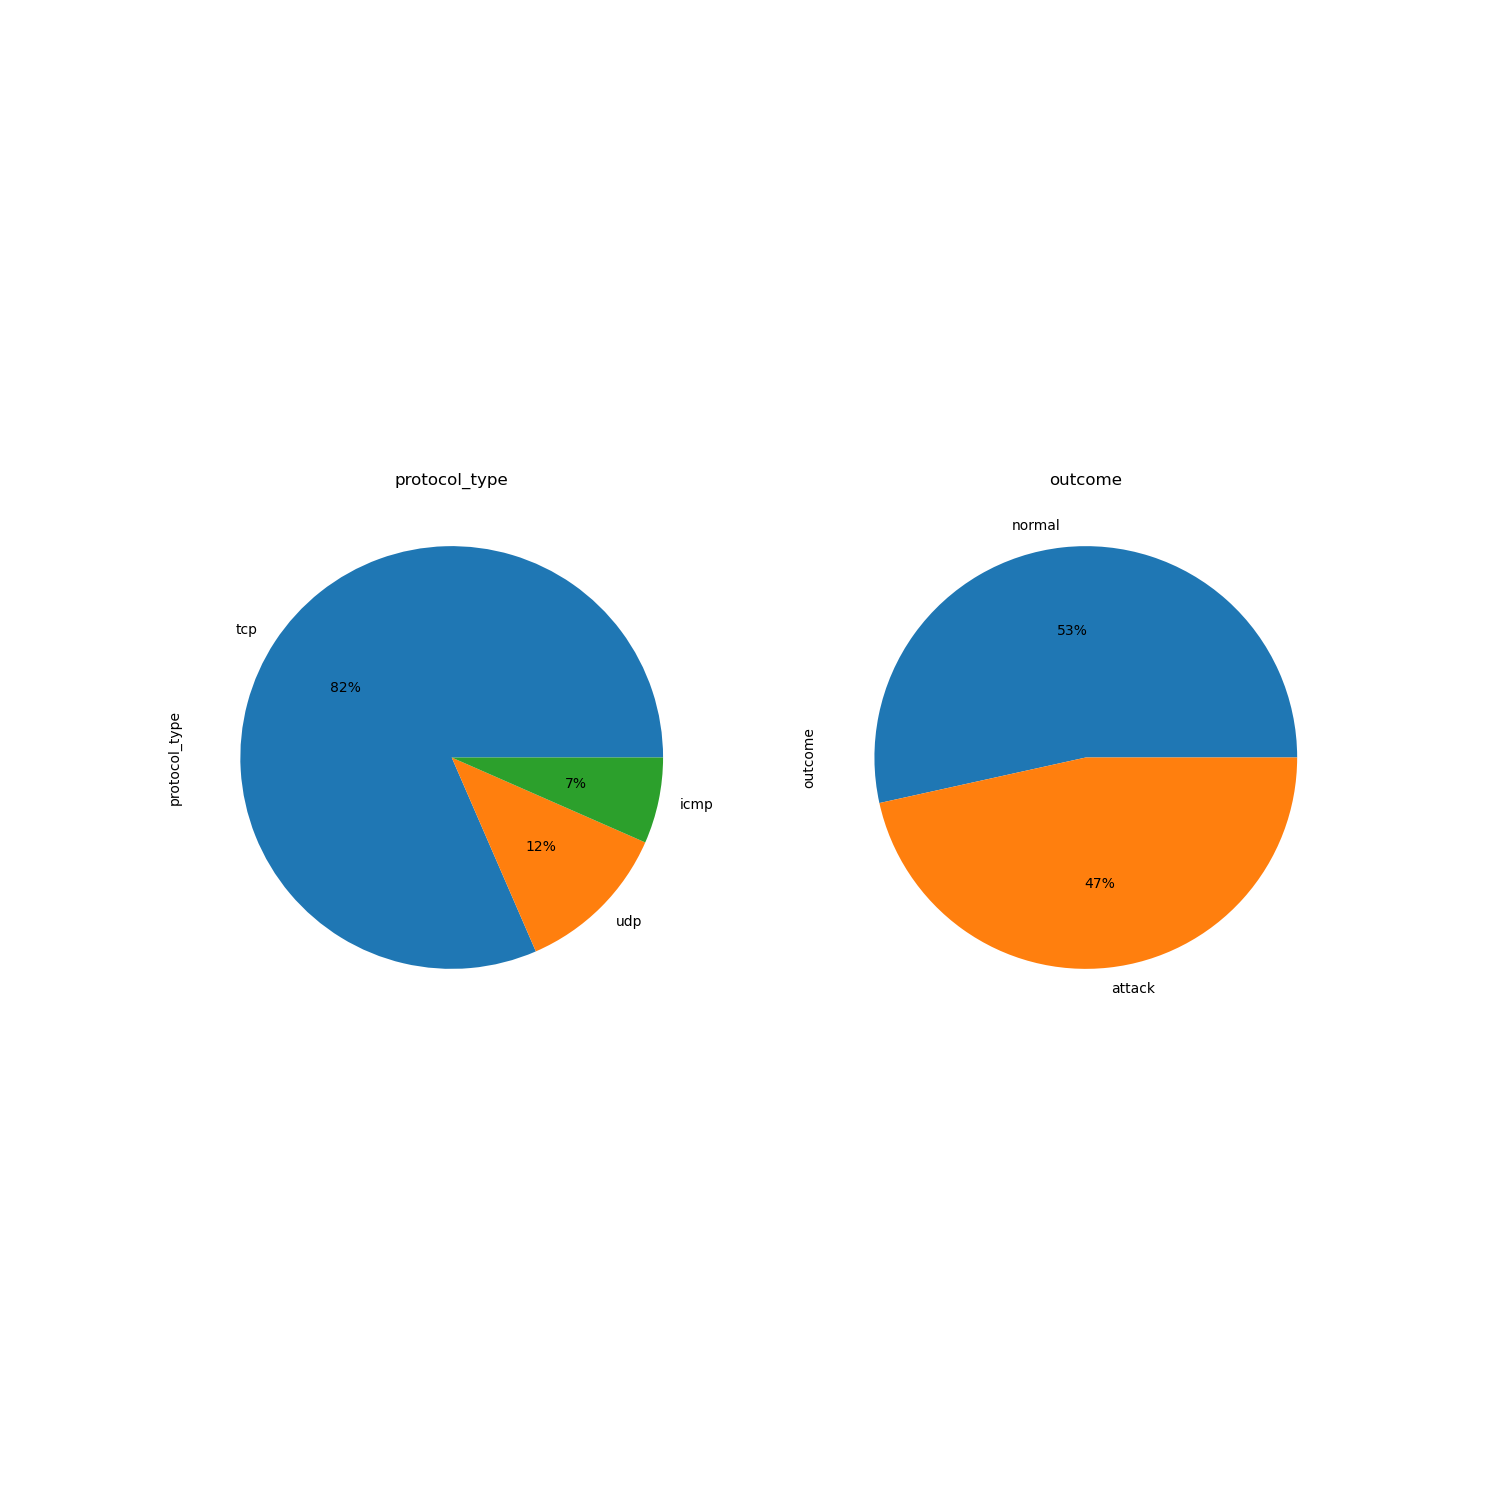 protocol_type
tcp
82%
7%
icmp
12%
udp
protocol_type
outcome
normal
53%
47%
attack
outcome